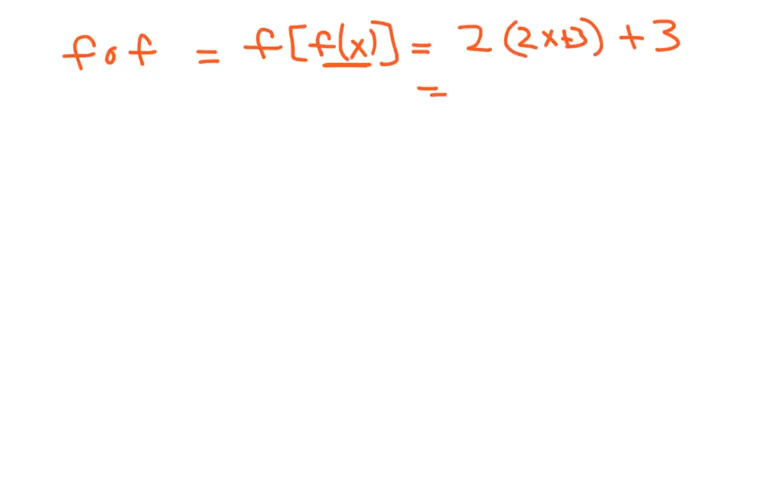 fof = f[f(x)] = 2(2x+3)+3
=